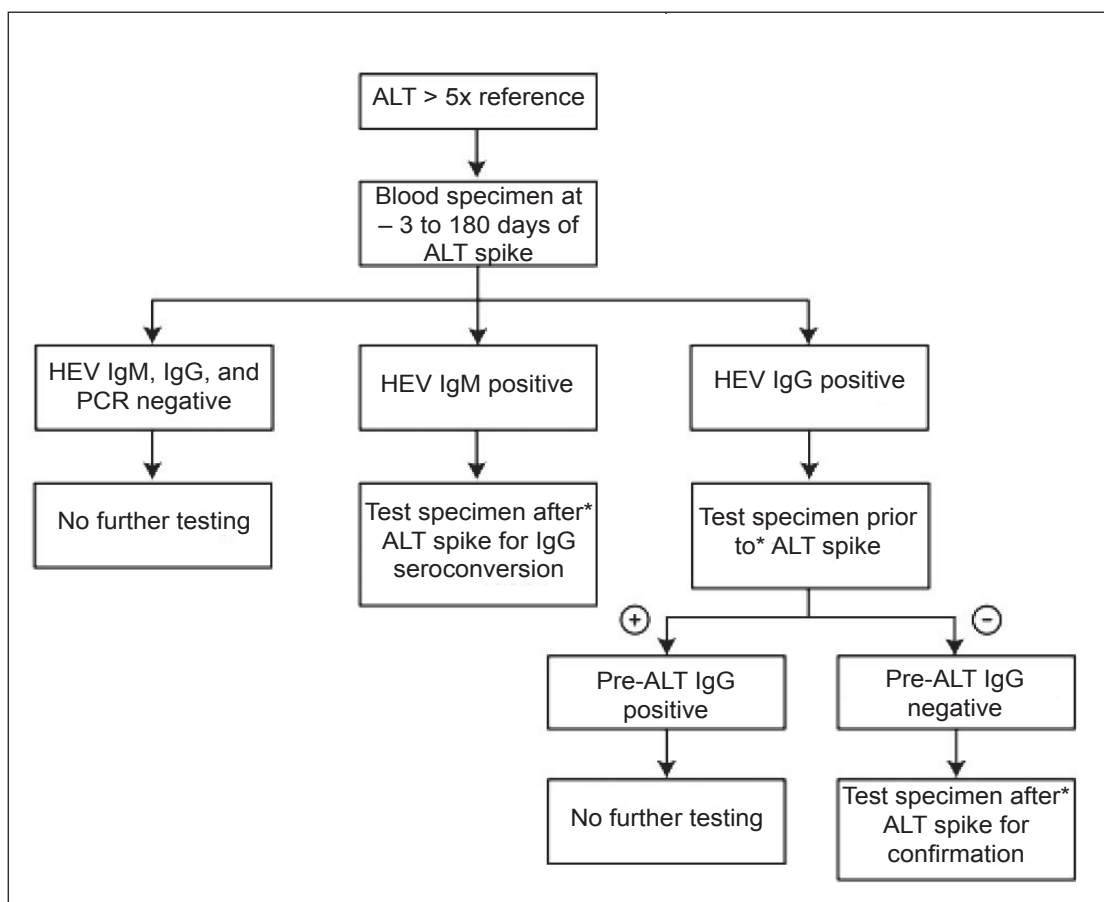 ALT > 5x reference
Blood specimen at
– 3 to 180 days of
ALT spike
HEV IgM, IgG, and
PCR negative
HEV IgM positive
HEV IgG positive
No further testing
Test specimen after*
ALT spike for IgG
seroconversion
Test specimen prior
to* ALT spike
+
−
Pre-ALT IgG
positive
Pre-ALT IgG
negative
No further testing
Test specimen after*
ALT spike for
confirmation